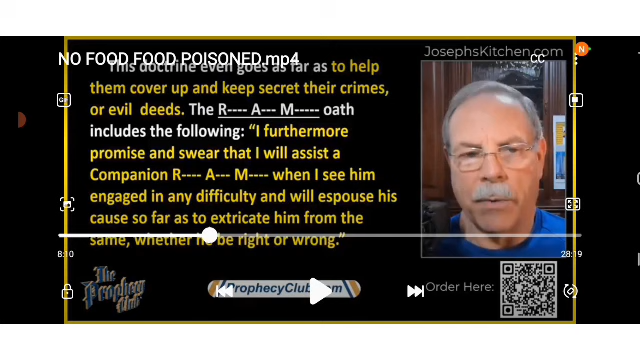 JosephsKitchen.com
NO FOOD FOOD POISONED.mp4
CC
N
This doctrine even goes as far as to help
them cover up and keep secret their crimes,
or evil deeds. The R---- A--- M----- oath
includes the following: “I furthermore
promise and swear that I will assist a
Companion R---- A--- M---- when I see him
engaged in any difficulty and will espouse his
cause so far as to extricate him from the
same, whether he be right or wrong.”
8:10
28:19
The
Prophecy
Club
ProphecyClub.com
Order Here: